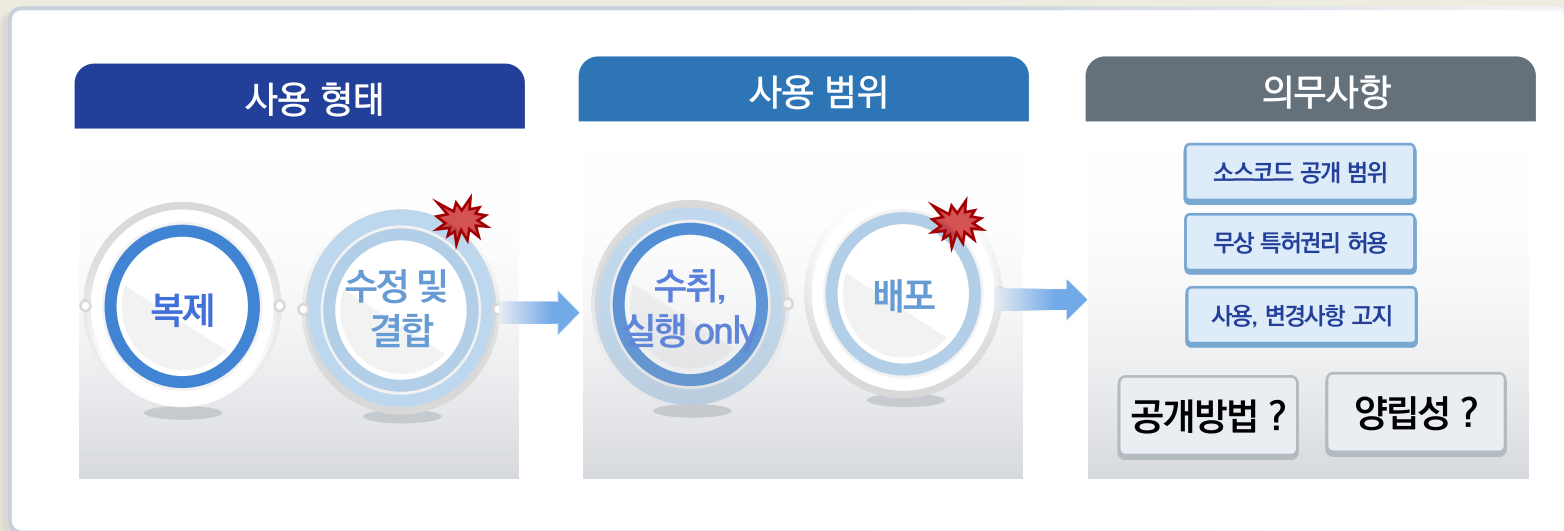 사용 형태
복제
수정 및
결합
사용 범위
수취,
실행 only
배포
의무사항
소스코드 공개 범위
무상 특허권리 허용
사용, 변경사항 고지
공개방법 ?
양립성 ?